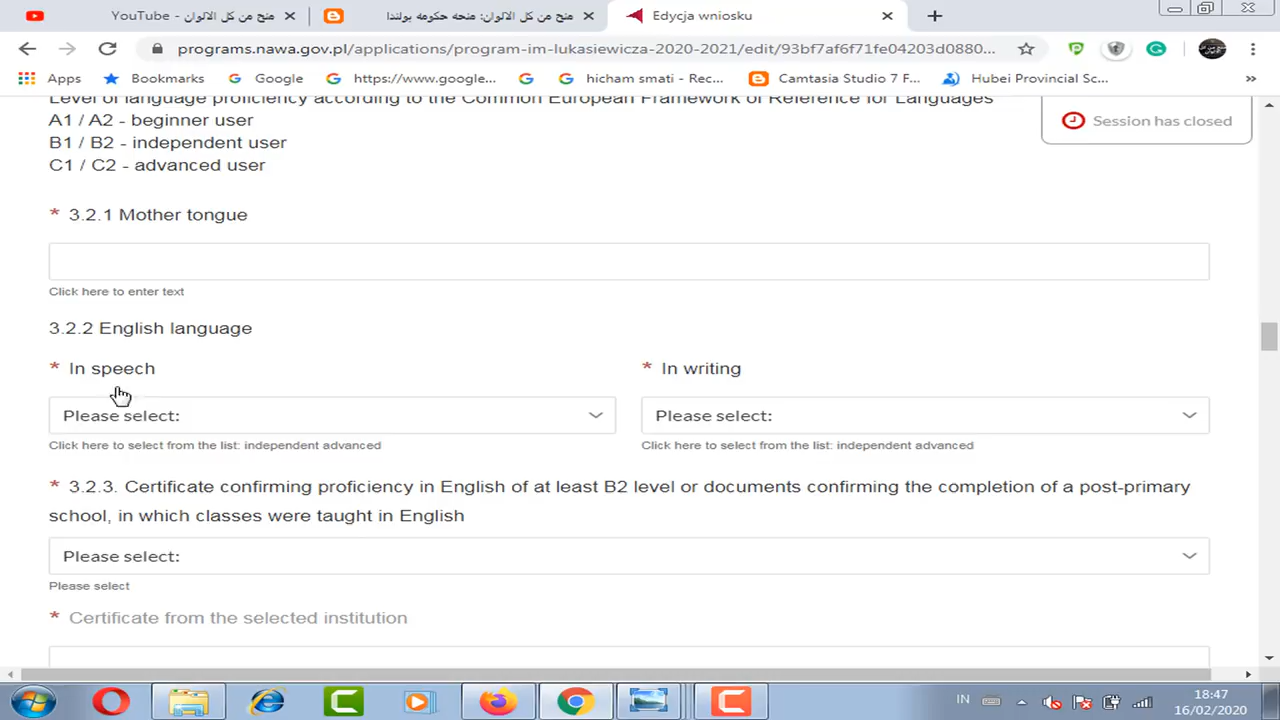 منح من كل الالوان - YouTube
منح من كل الالوان: منحه حكومه بولندا
Edycja wniosku
programs.nawa.gov.pl/applications/program-im-lukasiewicza-2020-2021/edit/93bf7af6f71fe04203d0880...
Apps
Bookmarks
Google
https://www.google...
hicham smati - Rec...
Camtasia Studio 7 F...
Hubei Provincial Sc...
»
Level of language proficiency according to the Common European Framework of Reference for Languages
A1 / A2 - beginner user
B1 / B2 - independent user
C1 / C2 - advanced user
Session has closed
* 3.2.1 Mother tongue
Click here to enter text
3.2.2 English language
* In speech
* In writing
Please select:
Please select:
Click here to select from the list: independent advanced
Click here to select from the list: independent advanced
* 3.2.3. Certificate confirming proficiency in English of at least B2 level or documents confirming the completion of a post-primary
school, in which classes were taught in English
Please select:
Please select
* Certificate from the selected institution
IN
18:47
16/02/2020